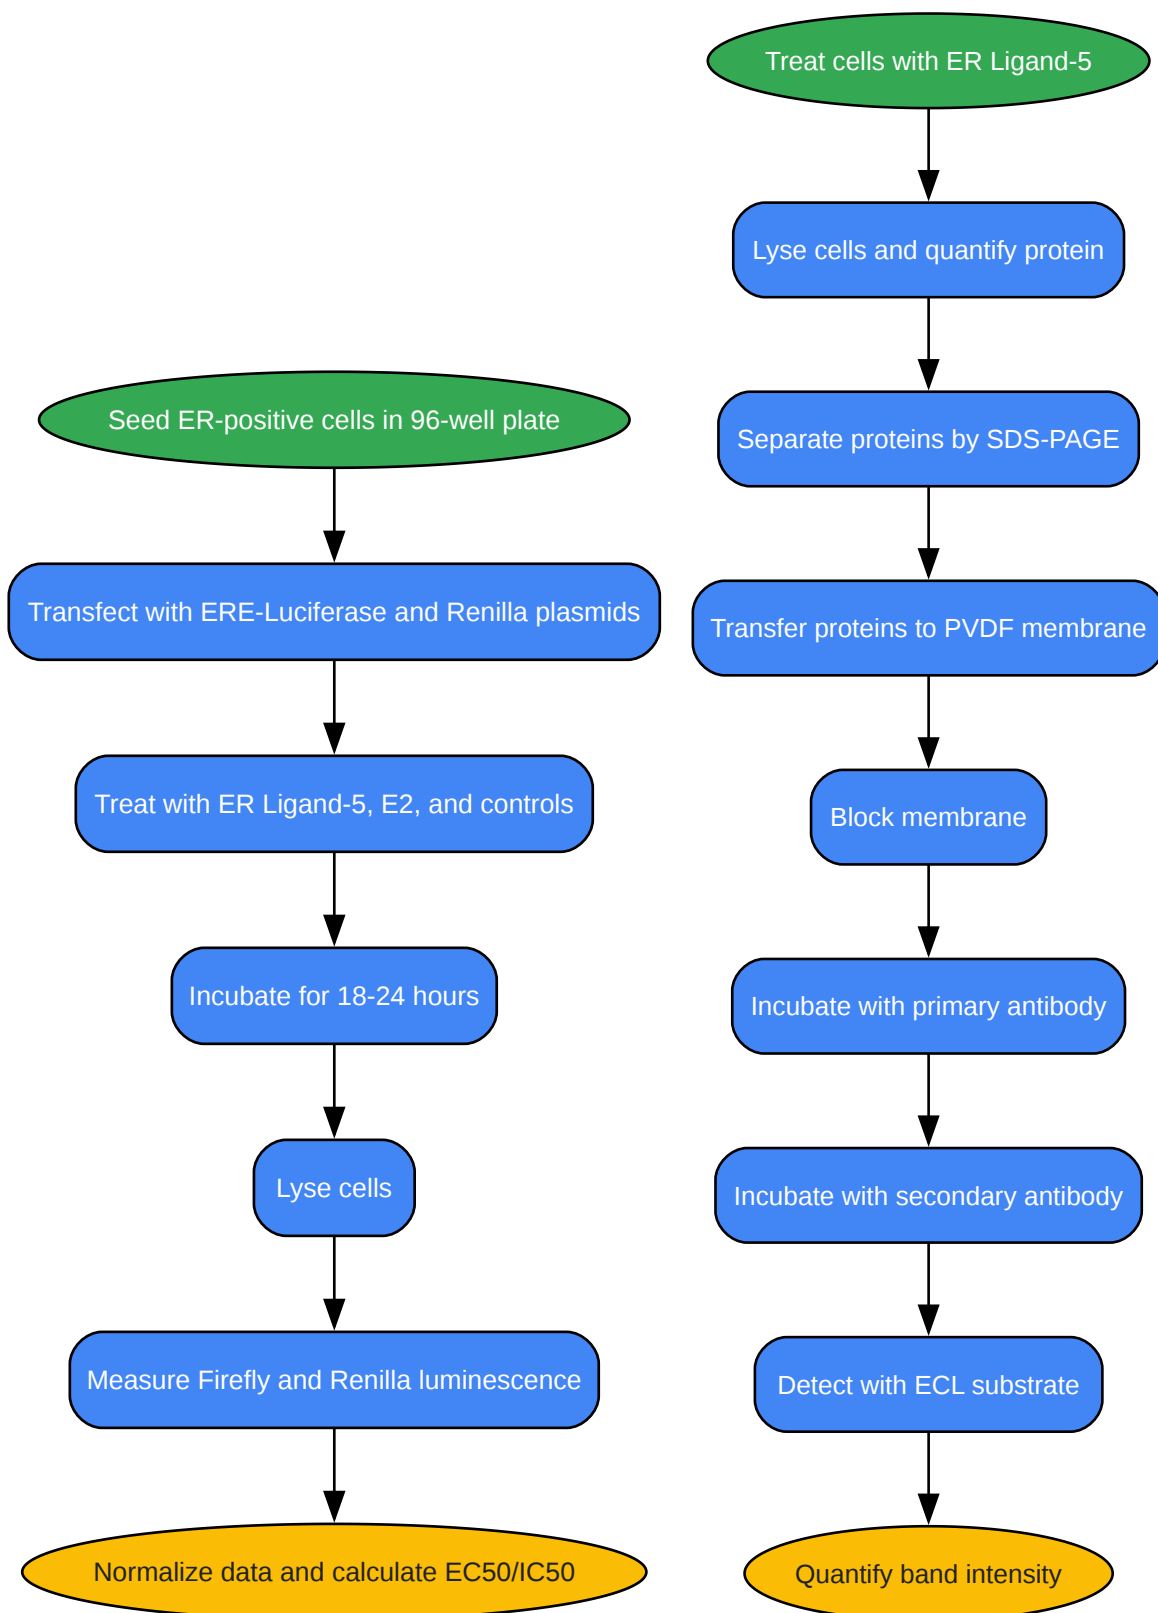 Seed ER-positive cells in 96-well plate
Transfect with ERE-Luciferase and Renilla plasmids
Treat with ER Ligand-5, E2, and controls
Incubate for 18-24 hours
Lyse cells
Measure Firefly and Renilla luminescence
Normalize data and calculate EC50/IC50
Treat cells with ER Ligand-5
Lyse cells and quantify protein
Separate proteins by SDS-PAGE
Transfer proteins to PVDF membrane
Block membrane
Incubate with primary antibody
Incubate with secondary antibody
Detect with ECL substrate
Quantify band intensity